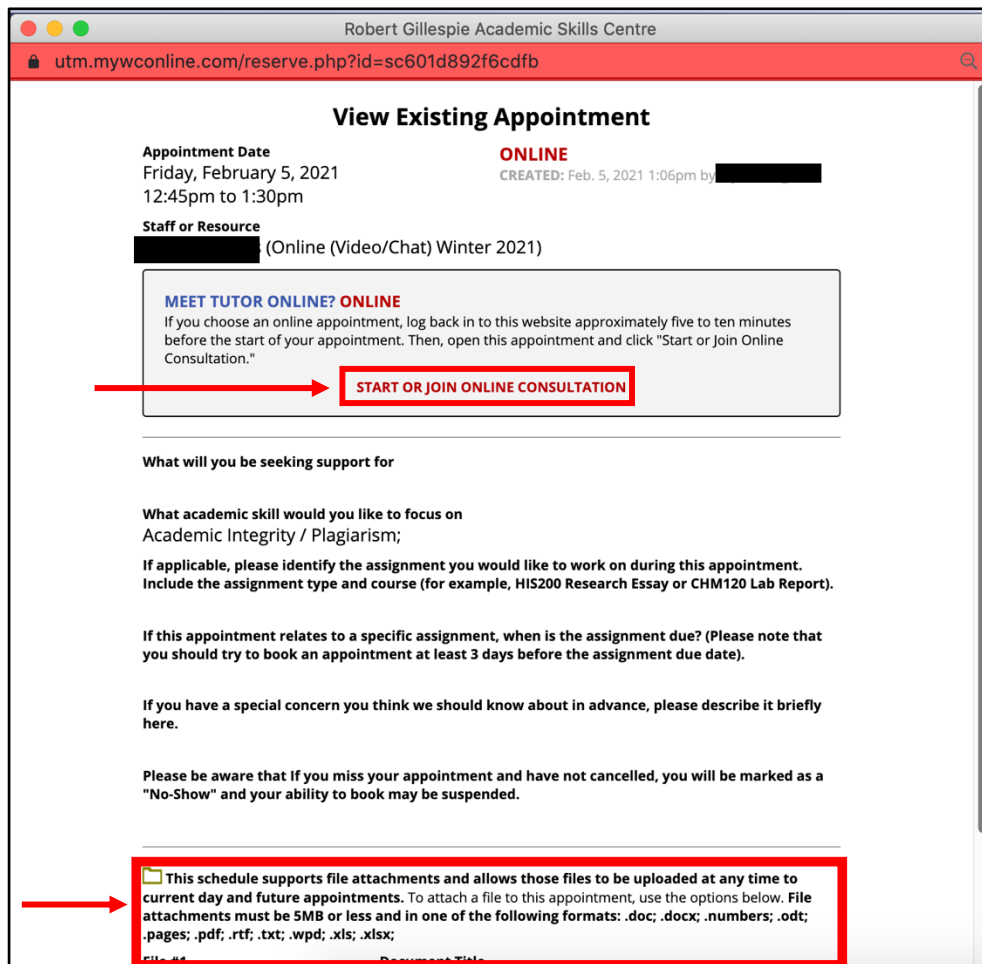 Robert Gillespie Academic Skills Centre
utm.mywconline.com/reserve.php?id=sc601d892f6cdfb
View Existing Appointment
Appointment Date
Friday, February 5, 2021
12:45pm to 1:30pm
ONLINE
CREATED: Feb. 5, 2021 1:06pm by
Staff or Resource
(Online (Video/Chat) Winter 2021)
MEET TUTOR ONLINE? ONLINE
If you choose an online appointment, log back in to this website approximately five to ten minutes
before the start of your appointment. Then, open this appointment and click "Start or Join Online
Consultation."
START OR JOIN ONLINE CONSULTATION
What will you be seeking support for
What academic skill would you like to focus on
Academic Integrity / Plagiarism;
If applicable, please identify the assignment you would like to work on during this appointment.
Include the assignment type and course (for example, HIS200 Research Essay or CHM120 Lab Report).
If this appointment relates to a specific assignment, when is the assignment due? (Please note that
you should try to book an appointment at least 3 days before the assignment due date).
If you have a special concern you think we should know about in advance, please describe it briefly
here.
Please be aware that If you miss your appointment and have not cancelled, you will be marked as a
"No-Show" and your ability to book may be suspended.
This schedule supports file attachments and allows those files to be uploaded at any time to
current day and future appointments. To attach a file to this appointment, use the options below. File
attachments must be 5MB or less and in one of the following formats: .doc; .docx; .numbers; .odt;
.pages; .pdf; .rtf; .txt; .wpd; .xls; .xlsx;
File #1 Document Title